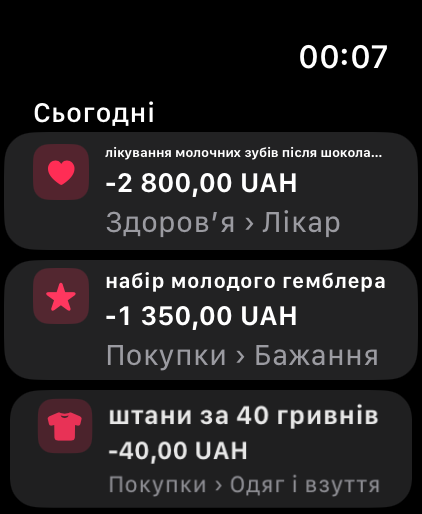 00:07
Сьогодні
лікування молочних зубів після шокола...
-2 800,00 UAH
Здоров’я › Лікар
набір молодого гемблера
-1 350,00 UAH
Покупки › Бажання
штани за 40 гривнів
-40,00 UAH
Покупки › Одяг і взуття